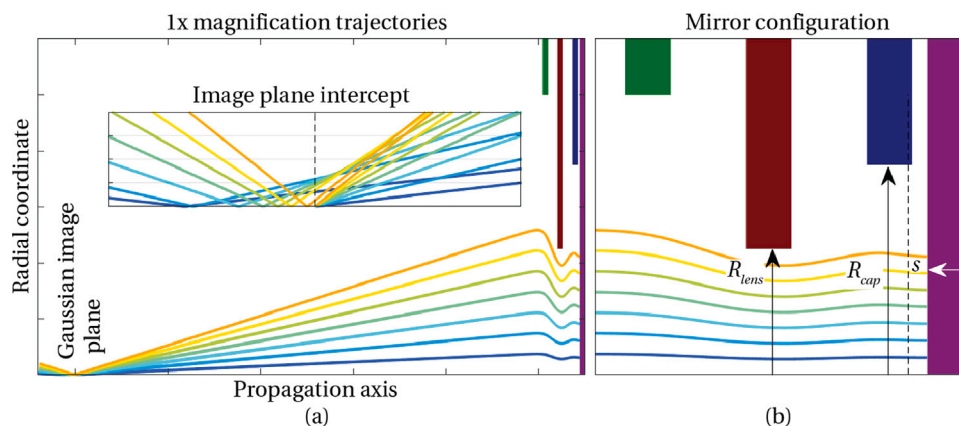 1x magnification trajectories
Mirror configuration
Radial coordinate
Image plane intercept
Gaussian image
plane
R_lens
R_cap
s
Propagation axis
(a)
(b)